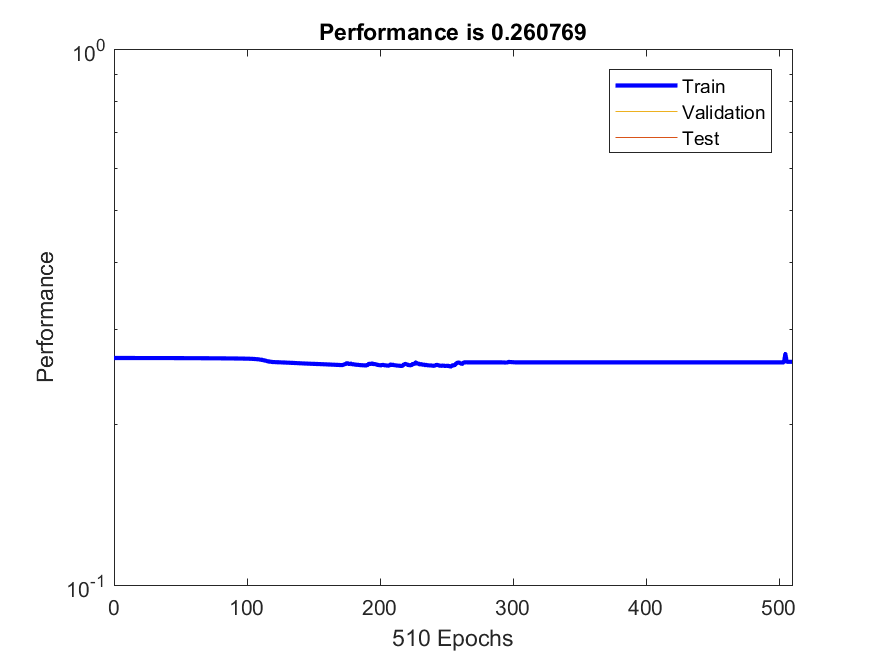 Performance is 0.260769
10^0
Train
Validation
Test
Performance
10^-1
0 100 200 300 400 500
510 Epochs